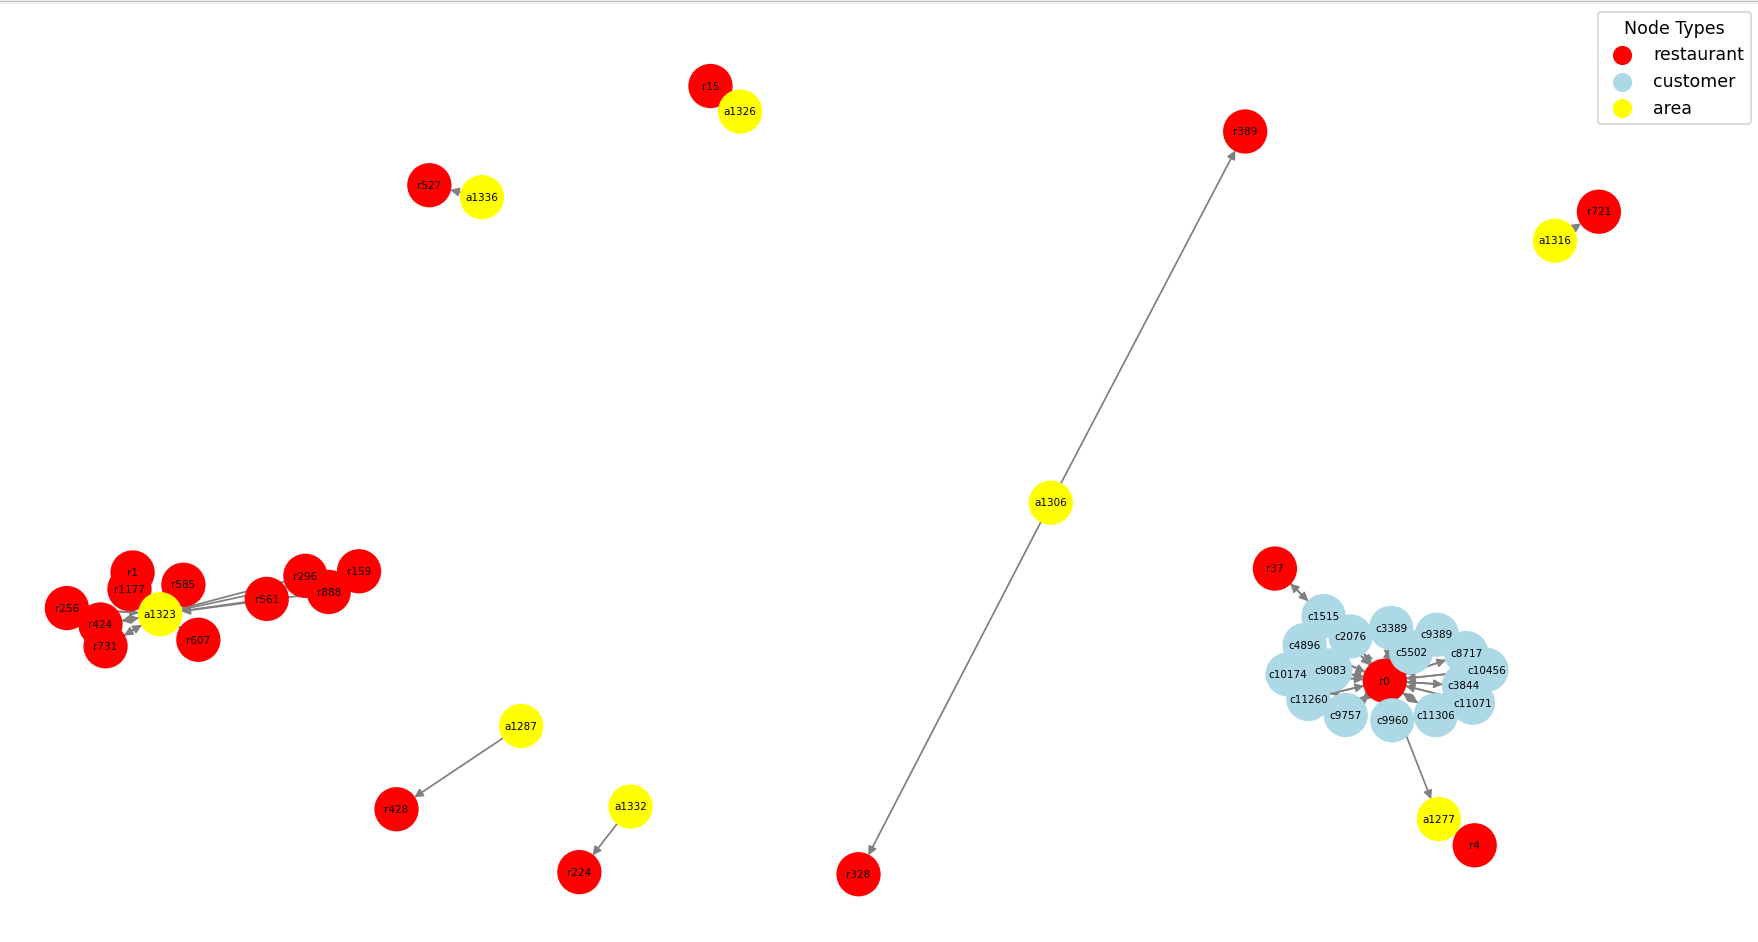 Node Types
restaurant
customer
area
r15
a1326
r389
r527
a1336
r721
a1316
a1306
r1
r1177
r585
r296
r159
r888
r561
r256
a1323
r424
r731
r607
r37
c1515
c2076
c3389
c9389
c4896
c5502
c8717
c10174
c9083
r0
c10456
c3844
c11260
c11071
c9757
c9960
c11306
a1287
r428
a1332
r224
r328
a1277
r4